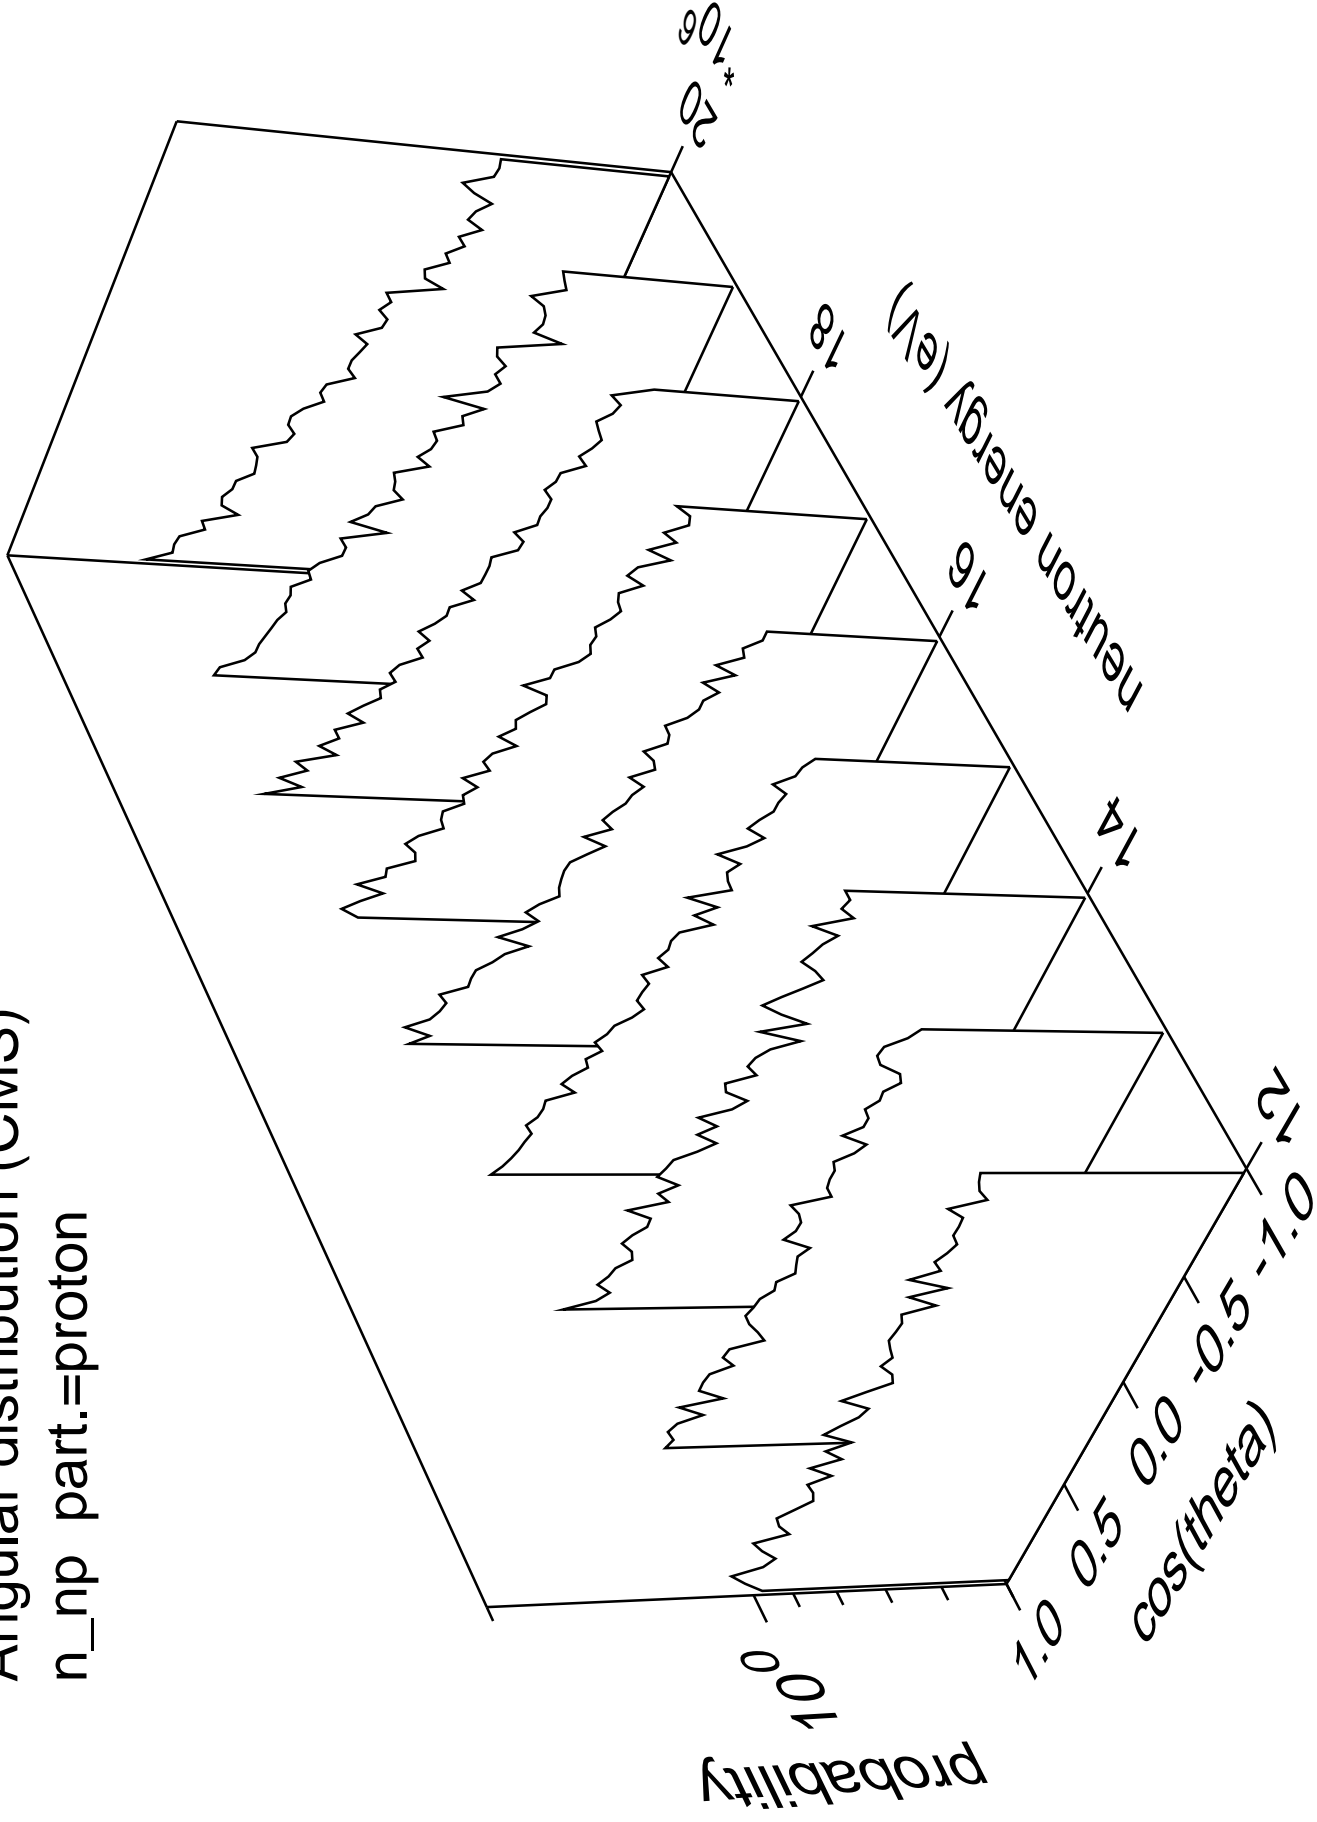 Angular distribution (CMS)
n_np part.=proton
probability
10^0
1.0
0.5
0.0
-0.5
-1.0
cos(theta)
12
14
16
18
20
*10^6
neutron energy (eV)